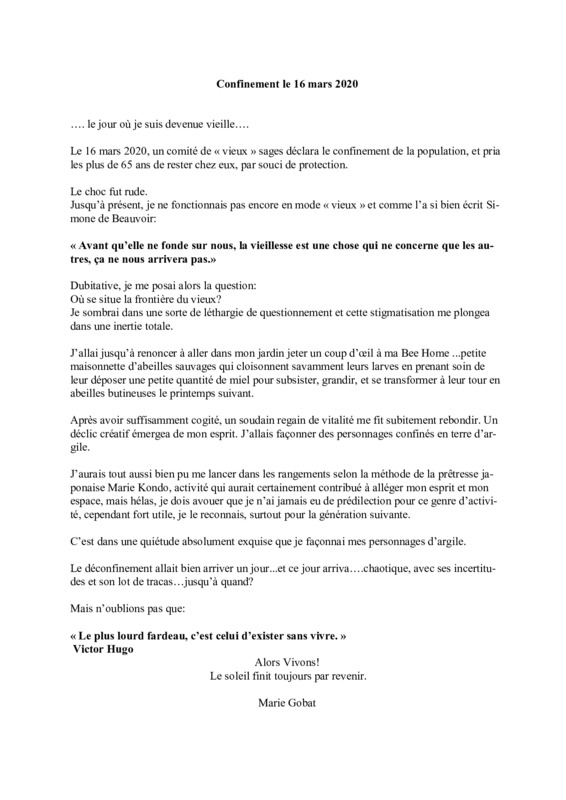 Confinement le 16 mars 2020
…. le jour où je suis devenue vieille….
Le 16 mars 2020, un comité de « vieux » sages déclara le confinement de la population, et pria
les plus de 65 ans de rester chez eux, par souci de protection.
Le choc fut rude.
Jusqu’à présent, je ne fonctionnais pas encore en mode « vieux » et comme l’a si bien écrit Si-
mone de Beauvoir:
« Avant qu’elle ne fonde sur nous, la vieillesse est une chose qui ne concerne que les au-
tres, ça ne nous arrivera pas.»
Dubitative, je me posai alors la question:
Où se situe la frontière du vieux?
Je sombrai dans une sorte de léthargie de questionnement et cette stigmatisation me plongea
dans une inertie totale.
J’allai jusqu’à renoncer à aller dans mon jardin jeter un coup d’œil à ma Bee Home ...petite
maisonnette d’abeilles sauvages qui cloisonnent savamment leurs larves en prenant soin de
leur déposer une petite quantité de miel pour subsister, grandir, et se transformer à leur tour en
abeilles butineuses le printemps suivant.
Après avoir suffisamment cogité, un soudain regain de vitalité me fit subitement rebondir. Un
déclic créatif émergea de mon esprit. J’allais façonner des personnages confinés en terre d’ar-
gile.
J’aurais tout aussi bien pu me lancer dans les rangements selon la méthode de la prêtresse ja-
ponaise Marie Kondo, activité qui aurait certainement contribué à alléger mon esprit et mon
espace, mais hélas, je dois avouer que je n’ai jamais eu de prédilection pour ce genre d’activi-
té, cependant fort utile, je le reconnais, surtout pour la génération suivante.
C’est dans une quiétude absolument exquise que je façonnai mes personnages d’argile.
Le déconfinement allait bien arriver un jour...et ce jour arriva….chaotique, avec ses incertitu-
des et son lot de tracas…jusqu’à quand?
Mais n’oublions pas que:
« Le plus lourd fardeau, c’est celui d’exister sans vivre. »
Victor Hugo
Alors Vivons!
Le soleil finit toujours par revenir.
Marie Gobat